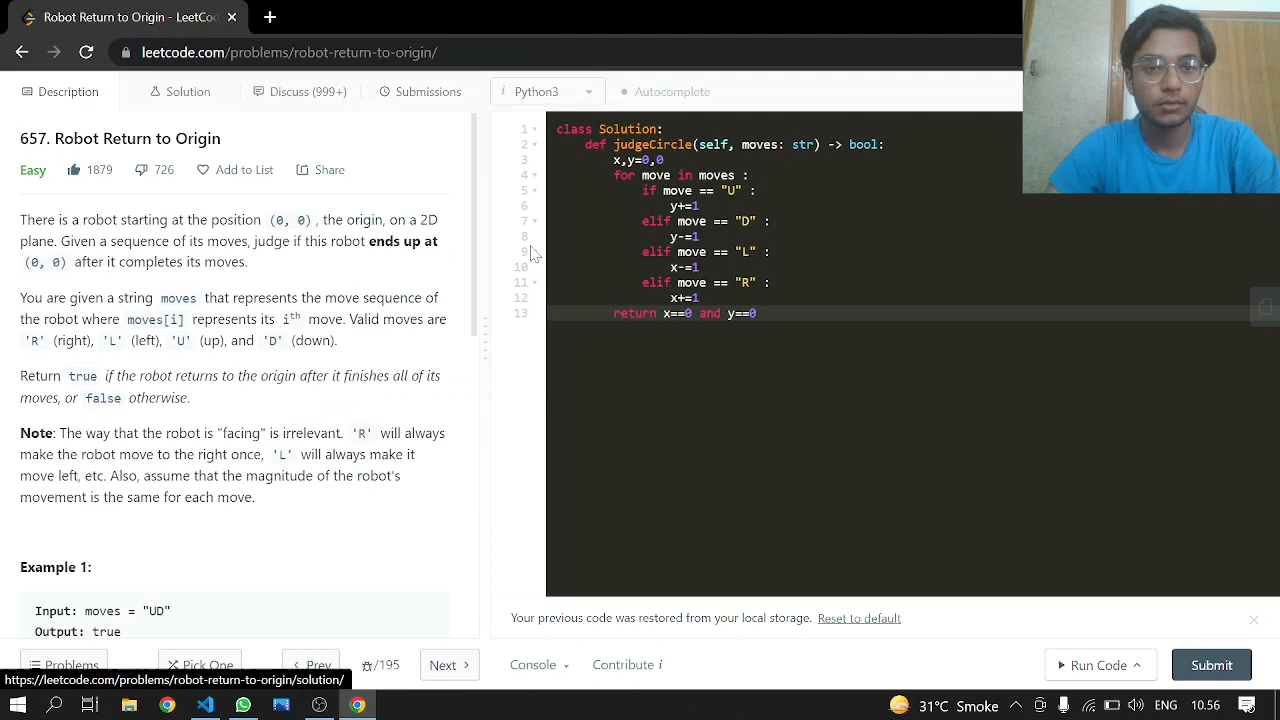 Robot Return to Origin - LeetCo
leetcode.com/problems/robot-return-to-origin/
Description
Solution
Discuss (999+)
Submissions
i Python3
Autocomplete
657. Robot Return to Origin
Easy 1879 726 Add to List Share
There is a robot starting at the position (0, 0), the origin, on a 2D
plane. Given a sequence of its moves, judge if this robot ends up at
(0, 0) after it completes its moves.
You are given a string moves that represents the move sequence of
the robot where moves[i] represents its ith move. Valid moves are
'R' (right), 'L' (left), 'U' (up), and 'D' (down).
Return true if the robot returns to the origin after it finishes all of its
moves, or false otherwise.
Note: The way that the robot is "facing" is irrelevant. 'R' will always
make the robot move to the right once, 'L' will always make it
move left, etc. Also, assume that the magnitude of the robot's
movement is the same for each move.
Example 1:
Input: moves = "UD"
Output: true
1 class Solution:
2 def judgeCircle(self, moves: str) -> bool:
3 x,y=0,0
4 for move in moves :
5 if move == "U" :
6 y+=1
7 elif move == "D" :
8 y-=1
9 elif move == "L" :
10 x-=1
11 elif move == "R" :
12 x+=1
13 return x==0 and y==0
Your previous code was restored from your local storage. Reset to default
Problems
Pick One
Prev
/195
Next
Console
Contribute i
Run Code
Submit
https://leetcode.com/problems/robot-return-to-origin/solution/
31°C Smoke
ENG
10.56